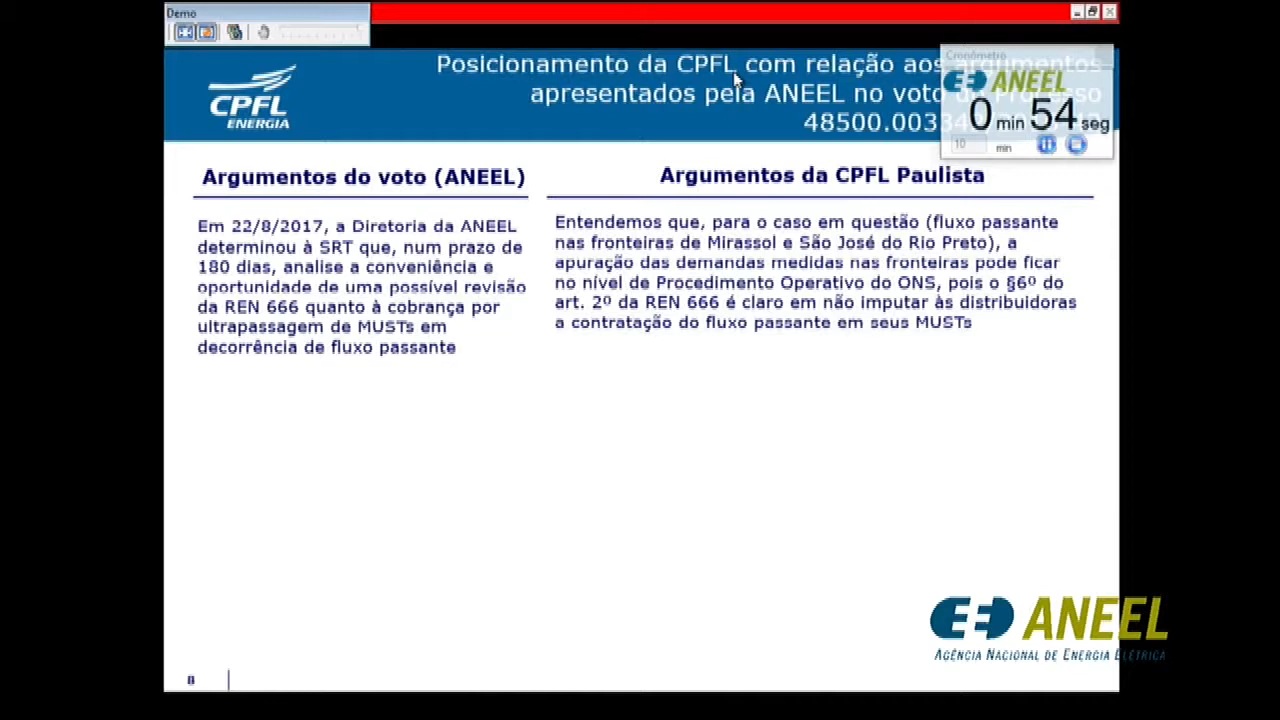 Demo
Posicionamento da CPFL com relação aos argumentos
apresentados pela ANEEL no voto do Processo
48500.003
CPFL
ENERGIA
Cronômetro
ANEEL
0 min 54 seg
10 min
Argumentos do voto (ANEEL)
Em 22/8/2017, a Diretoria da ANEEL
determinou à SRT que, num prazo de
180 dias, analise a conveniência e
oportunidade de uma possível revisão
da REN 666 quanto à cobrança por
ultrapassagem de MUSTs em
decorrência de fluxo passante
Argumentos da CPFL Paulista
Entendemos que, para o caso em questão (fluxo passante
nas fronteiras de Mirassol e São José do Rio Preto), a
apuração das demandas medidas nas fronteiras pode ficar
no nível de Procedimento Operativo do ONS, pois o §6º do
art. 2º da REN 666 é claro em não imputar às distribuidoras
a contratação do fluxo passante em seus MUSTs
8
ANEEL
AGÊNCIA NACIONAL DE ENERGIA ELÉTRICA